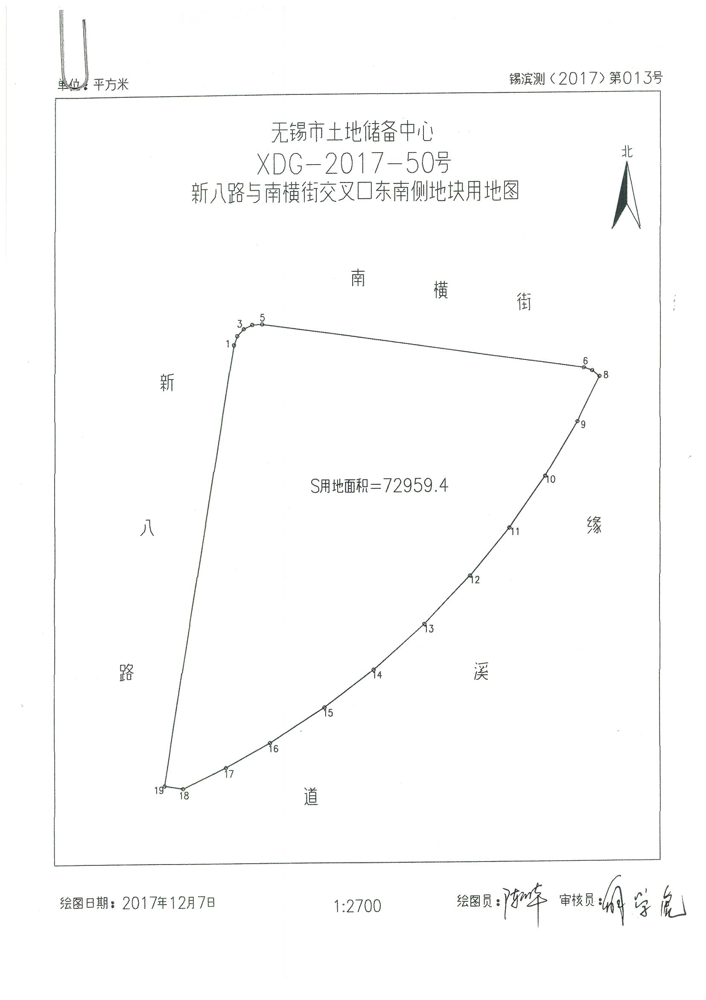 单位：平方米
锡滨测（2017）第013号
无锡市土地储备中心
XDG-2017-50号
新八路与南横街交叉口东南侧地块用地图
北
南横街
5
3
1
6
8
新八路
9
S用地面积=72959.4
10
缘溪道
11
12
13
14
15
16
17
19
18
绘图日期：2017年12月7日
1:2700
绘图员：陈晔
审核员：